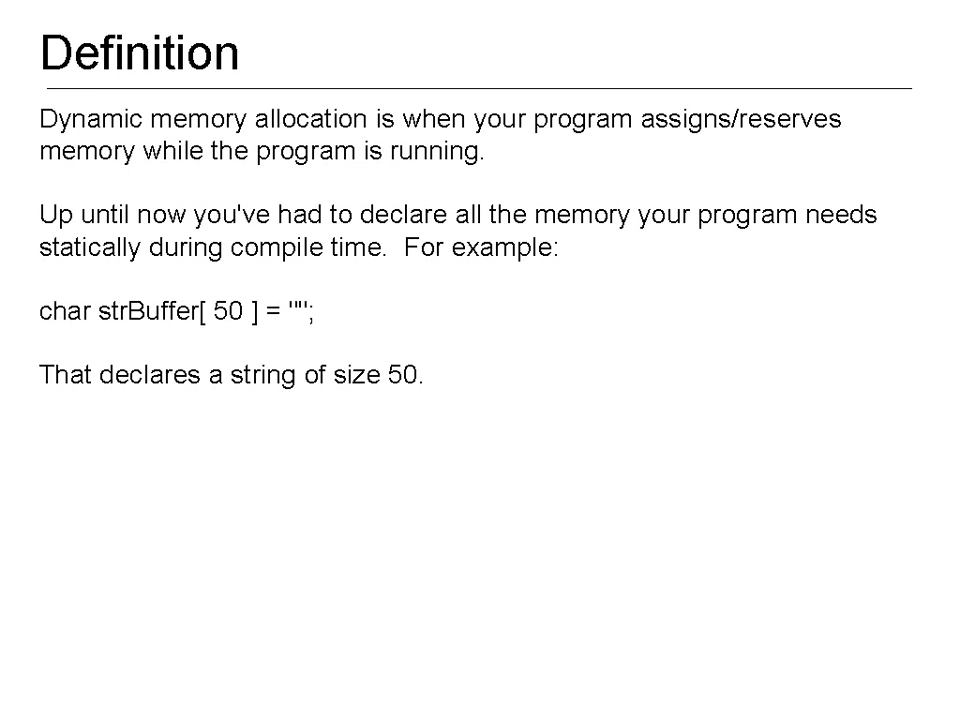 Definition
Dynamic memory allocation is when your program assigns/reserves
memory while the program is running.
Up until now you've had to declare all the memory your program needs
statically during compile time.  For example:
char strBuffer[ 50 ] = "";
That declares a string of size 50.